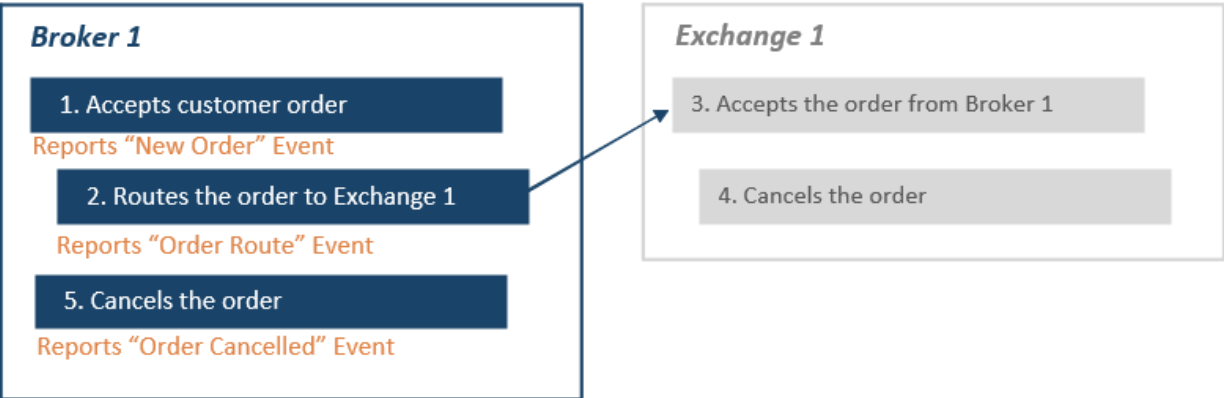 Broker 1
1. Accepts customer order
Reports “New Order” Event
2. Routes the order to Exchange 1
Reports “Order Route” Event
5. Cancels the order
Reports “Order Cancelled” Event
Exchange 1
3. Accepts the order from Broker 1
4. Cancels the order